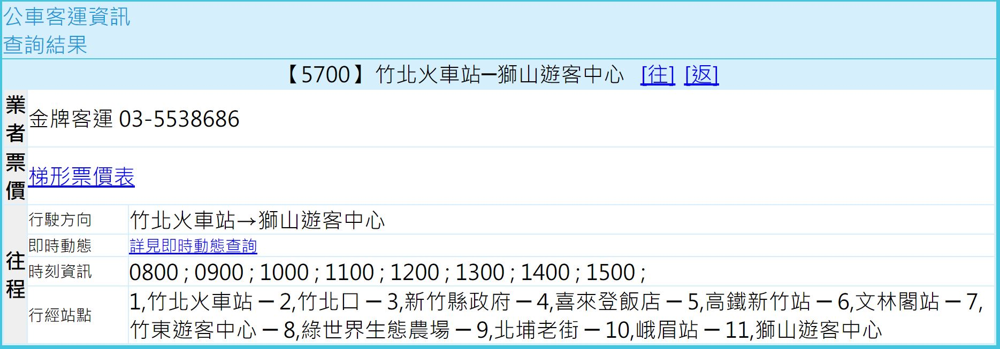 公車客運資訊
查詢結果
【5700】竹北火車站─獅山遊客中心 [往] [返]
業者
金牌客運 03-5538686
票價
梯形票價表
往程
行駛方向 竹北火車站→獅山遊客中心
即時動態 詳見即時動態查詢
時刻資訊 0800 ; 0900 ; 1000 ; 1100 ; 1200 ; 1300 ; 1400 ; 1500 ;
行經站點 1,竹北火車站 ─ 2,竹北口 ─ 3,新竹縣政府 ─ 4,喜來登飯店 ─ 5,高鐵新竹站 ─ 6,文林閣站 ─ 7,
竹東遊客中心 ─ 8,綠世界生態農場 ─ 9,北埔老街 ─ 10,峨眉站 ─ 11,獅山遊客中心